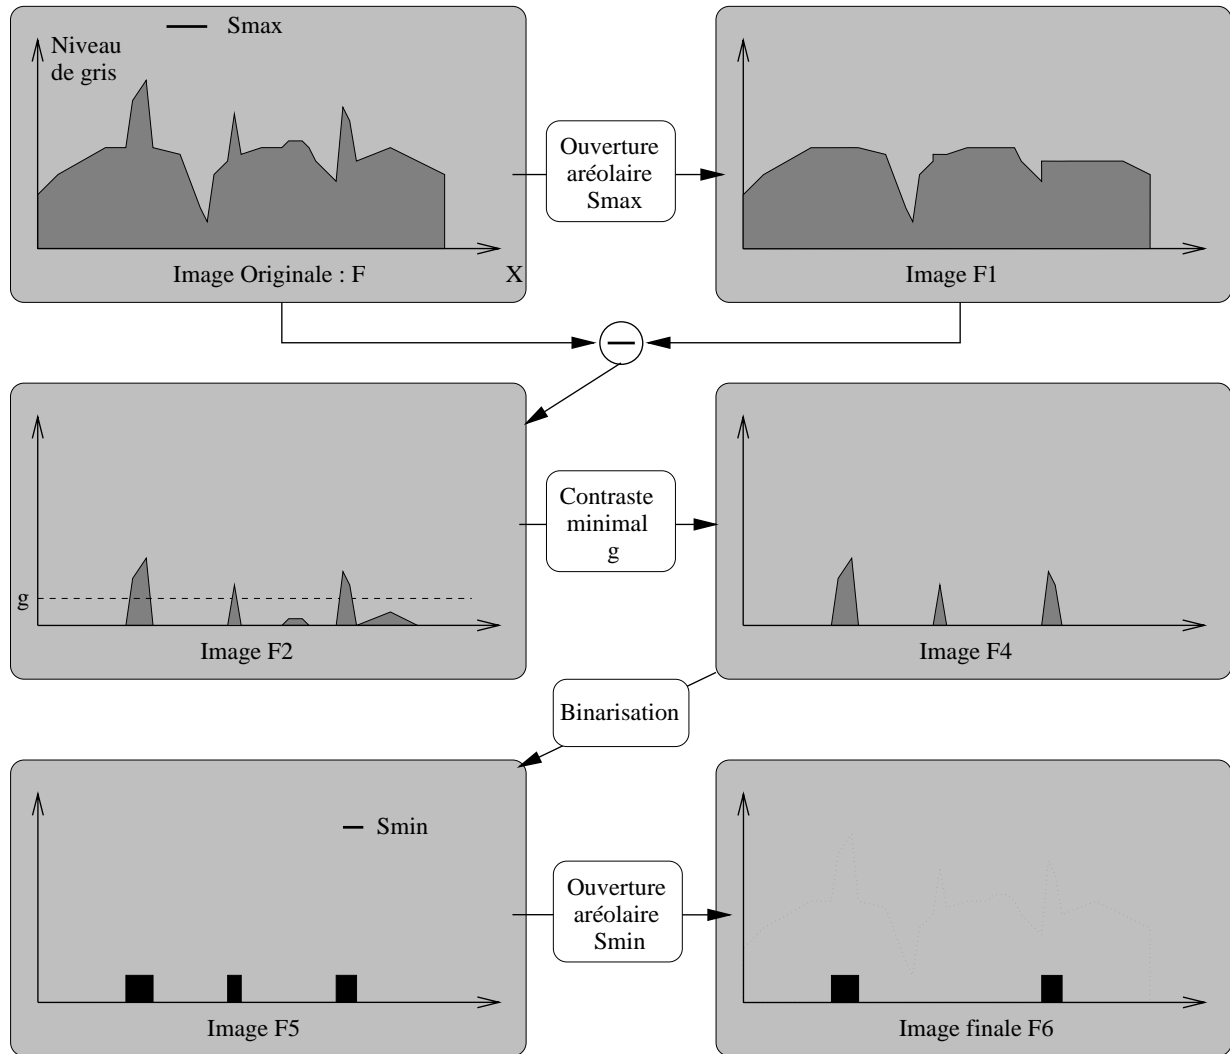 Smax
Niveau
de gris
Image Originale : F
X
Ouverture
aréolaire
Smax
Image F1
g
Image F2
Contraste
minimal
g
Image F4
Binarisation
Smin
Image F5
Ouverture
aréolaire
Smin
Image finale F6